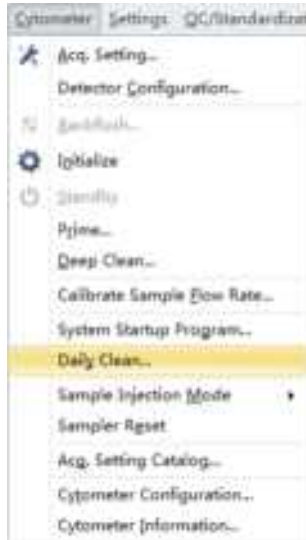 Cytometer Settings QC/Standardizat
Acq. Setting...
Detector Configuration...
Backflush...
Initialize
Standby
Prime...
Deep Clean...
Calibrate Sample Flow Rate...
System Startup Program...
Daily Clean...
Sample Injection Mode
Sampler Reset
Acq. Setting Catalog...
Cytometer Configuration...
Cytometer Information...